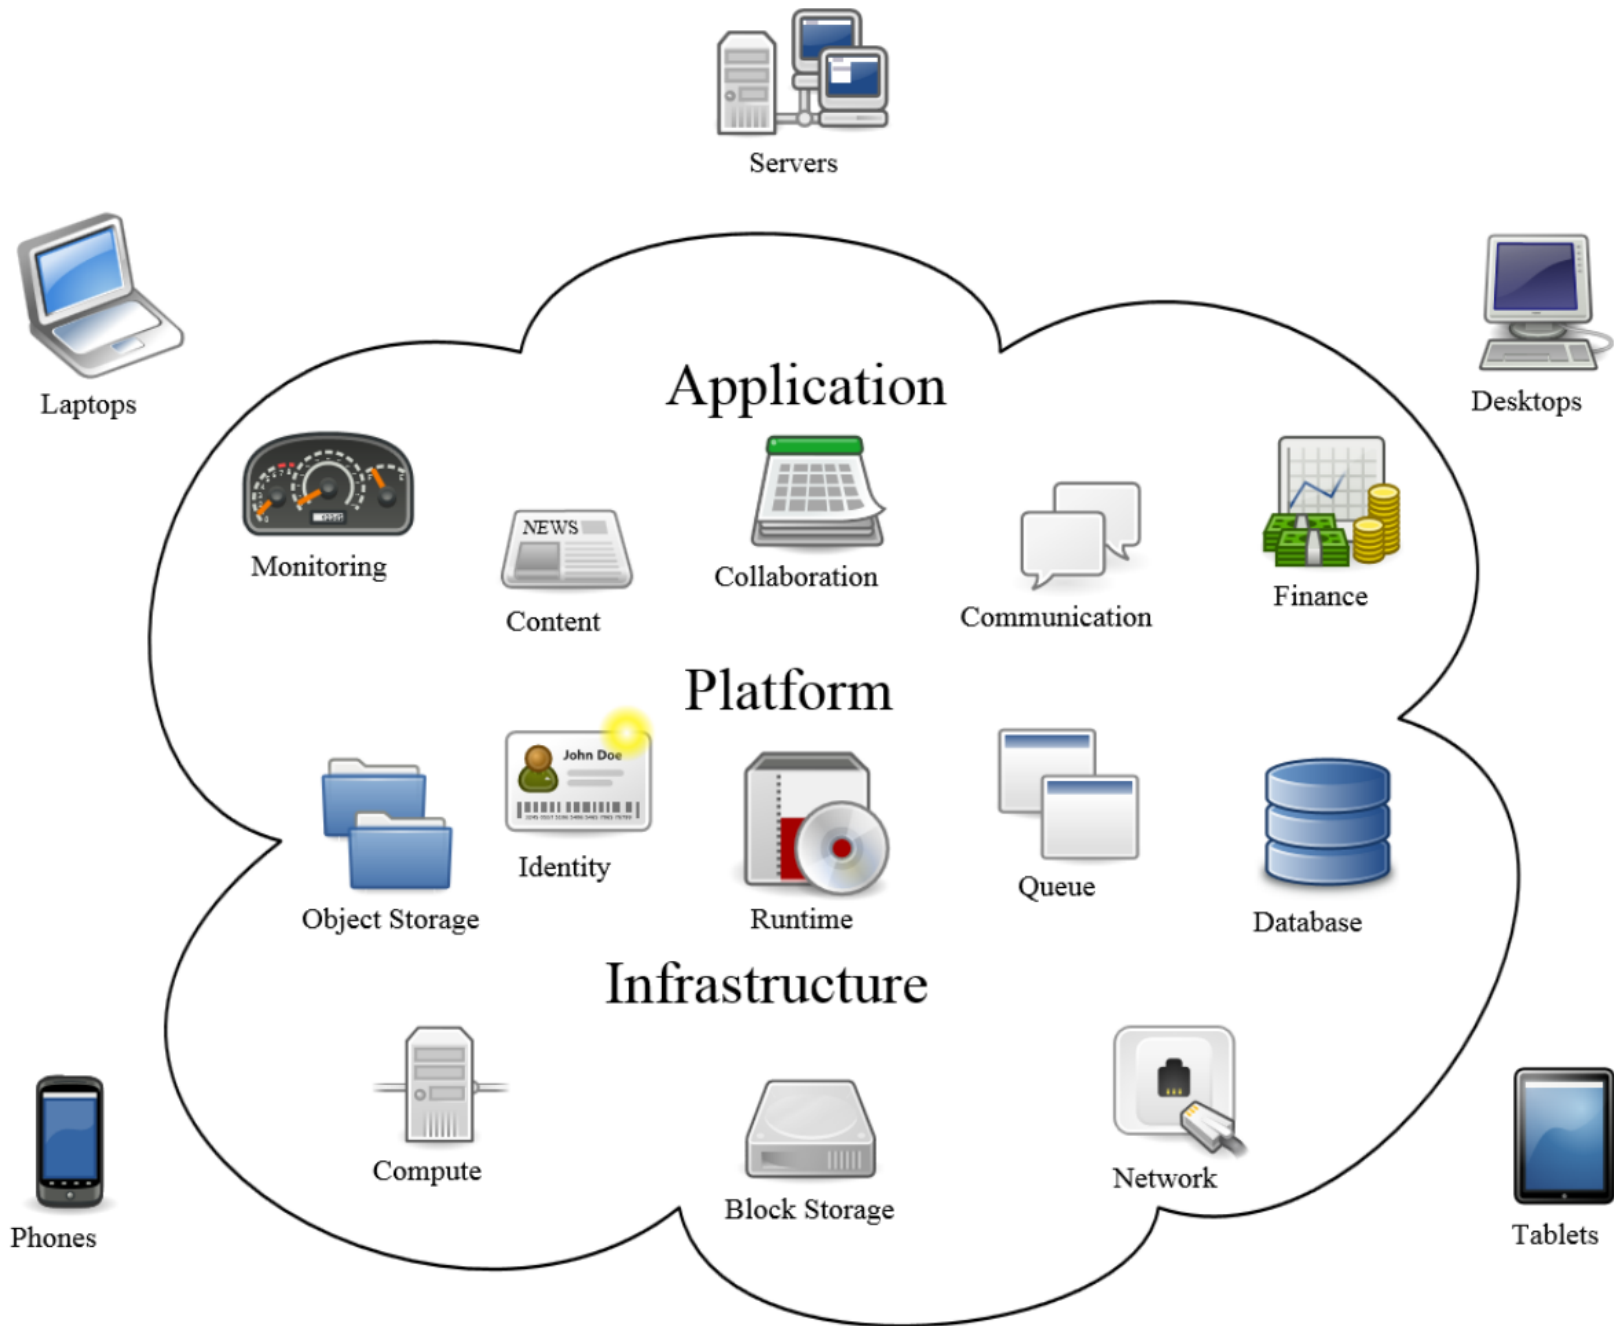 Servers
Laptops
Desktops
Application
Monitoring
NEWS
Content
Collaboration
Communication
Finance
Platform
John Doe
Object Storage
Identity
Runtime
Queue
Database
Infrastructure
Compute
Block Storage
Network
Phones
Tablets